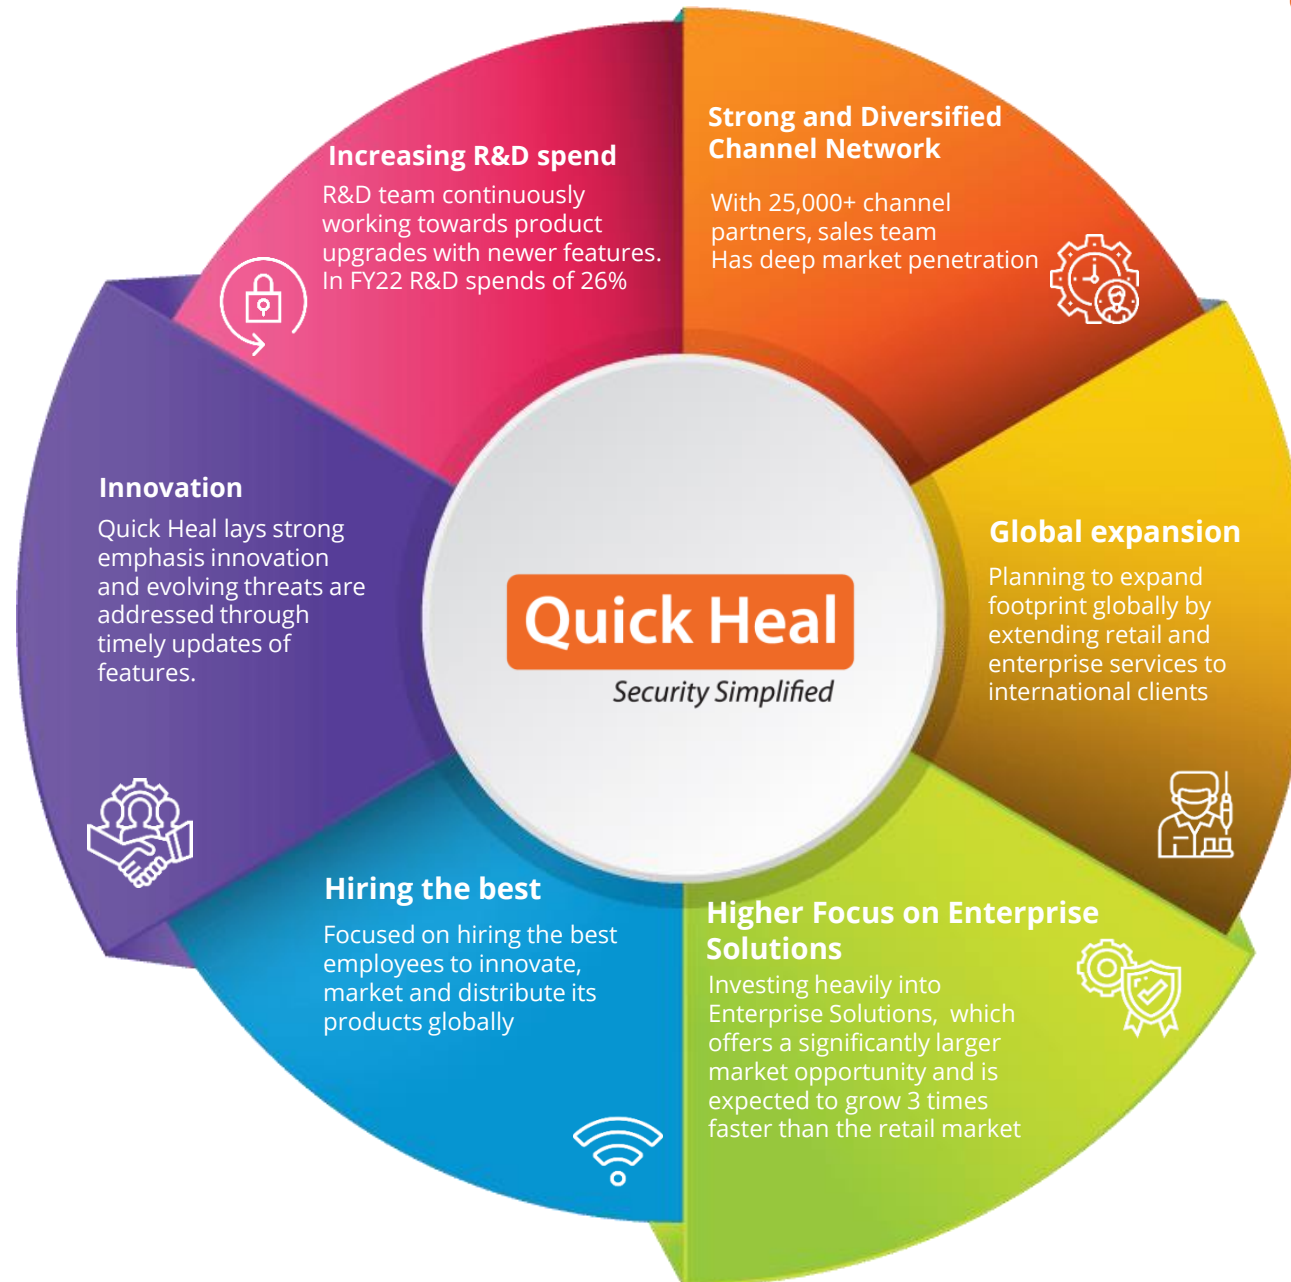 Increasing R&D spend
R&D team continuously
working towards product
upgrades with newer features.
In FY22 R&D spends of 26%
Strong and Diversified
Channel Network
With 25,000+ channel
partners, sales team
Has deep market penetration
Innovation
Quick Heal lays strong
emphasis innovation
and evolving threats are
addressed through
timely updates of
features.
Quick Heal
Security Simplified
Global expansion
Planning to expand
footprint globally by
extending retail and
enterprise services to
international clients
Hiring the best
Focused on hiring the best
employees to innovate,
market and distribute its
products globally
Higher Focus on Enterprise
Solutions
Investing heavily into
Enterprise Solutions, which
offers a significantly larger
market opportunity and is
expected to grow 3 times
faster than the retail market